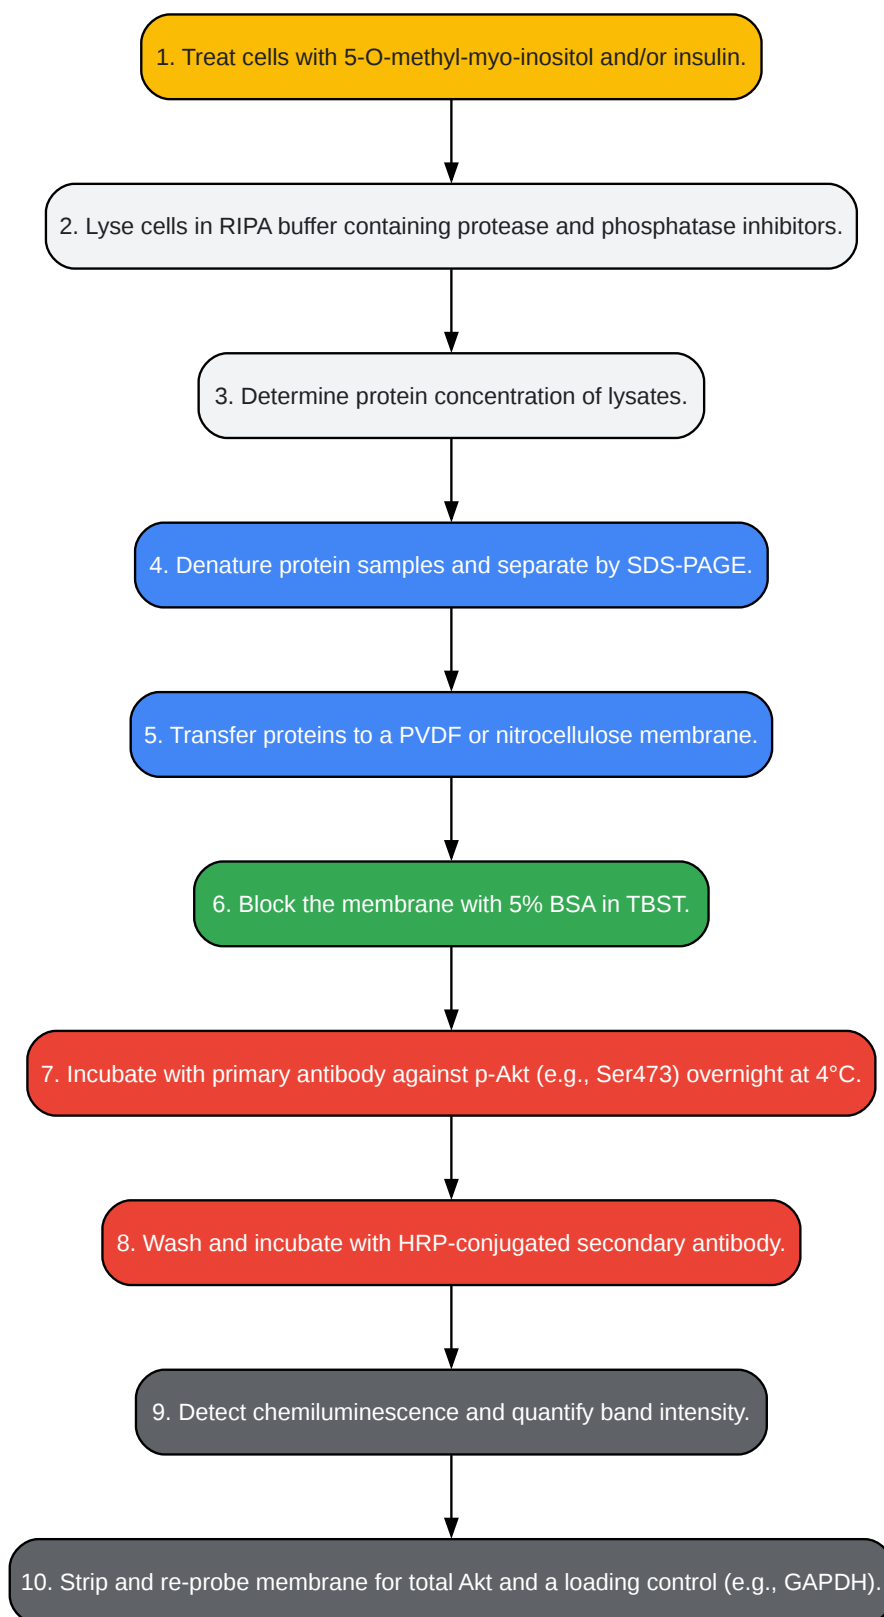 1. Treat cells with 5-O-methyl-myo-inositol and/or insulin.
2. Lyse cells in RIPA buffer containing protease and phosphatase inhibitors.
3. Determine protein concentration of lysates.
4. Denature protein samples and separate by SDS-PAGE.
5. Transfer proteins to a PVDF or nitrocellulose membrane.
6. Block the membrane with 5% BSA in TBST.
7. Incubate with primary antibody against p-Akt (e.g., Ser473) overnight at 4°C.
8. Wash and incubate with HRP-conjugated secondary antibody.
9. Detect chemiluminescence and quantify band intensity.
10. Strip and re-probe membrane for total Akt and a loading control (e.g., GAPDH).